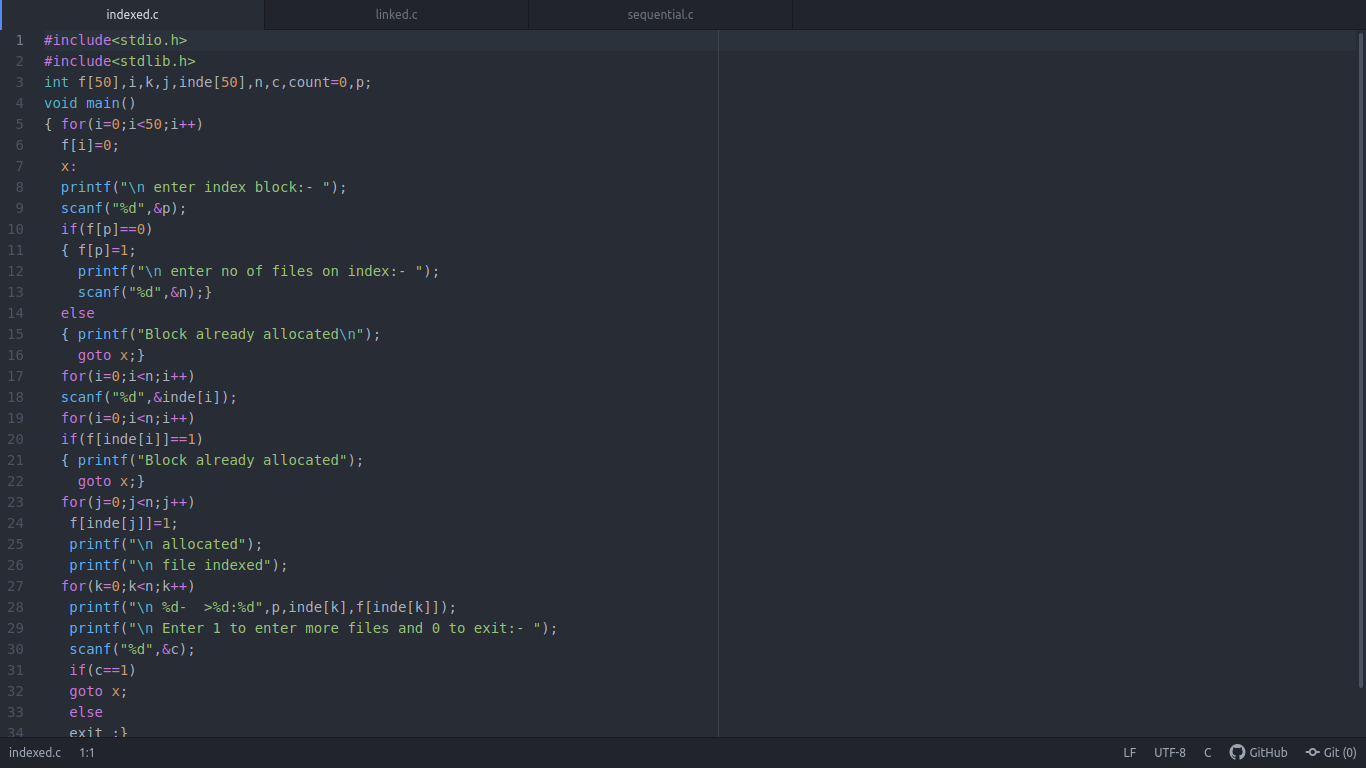 indexed.c linked.c sequential.c
1 #include<stdio.h>
2 #include<stdlib.h>
3 int f[50],i,k,j,inde[50],n,c,count=0,p;
4 void main()
5 { for(i=0;i<50;i++)
6 f[i]=0;
7 x:
8 printf("\n enter index block:- ");
9 scanf("%d",&p);
10 if(f[p]==0)
11 { f[p]=1;
12 printf("\n enter no of files on index:- ");
13 scanf("%d",&n);}
14 else
15 { printf("Block already allocated\n");
16 goto x;}
17 for(i=0;i<n;i++)
18 scanf("%d",&inde[i]);
19 for(i=0;i<n;i++)
20 if(f[inde[i]]==1)
21 { printf("Block already allocated");
22 goto x;}
23 for(j=0;j<n;j++)
24 f[inde[j]]=1;
25 printf("\n allocated");
26 printf("\n file indexed");
27 for(k=0;k<n;k++)
28 printf("\n %d-  >%d:%d",p,inde[k],f[inde[k]]);
29 printf("\n Enter 1 to enter more files and 0 to exit:- ");
30 scanf("%d",&c);
31 if(c==1)
32 goto x;
33 else
34 exit ;}
indexed.c 1:1 LF UTF-8 C GitHub Git (0)